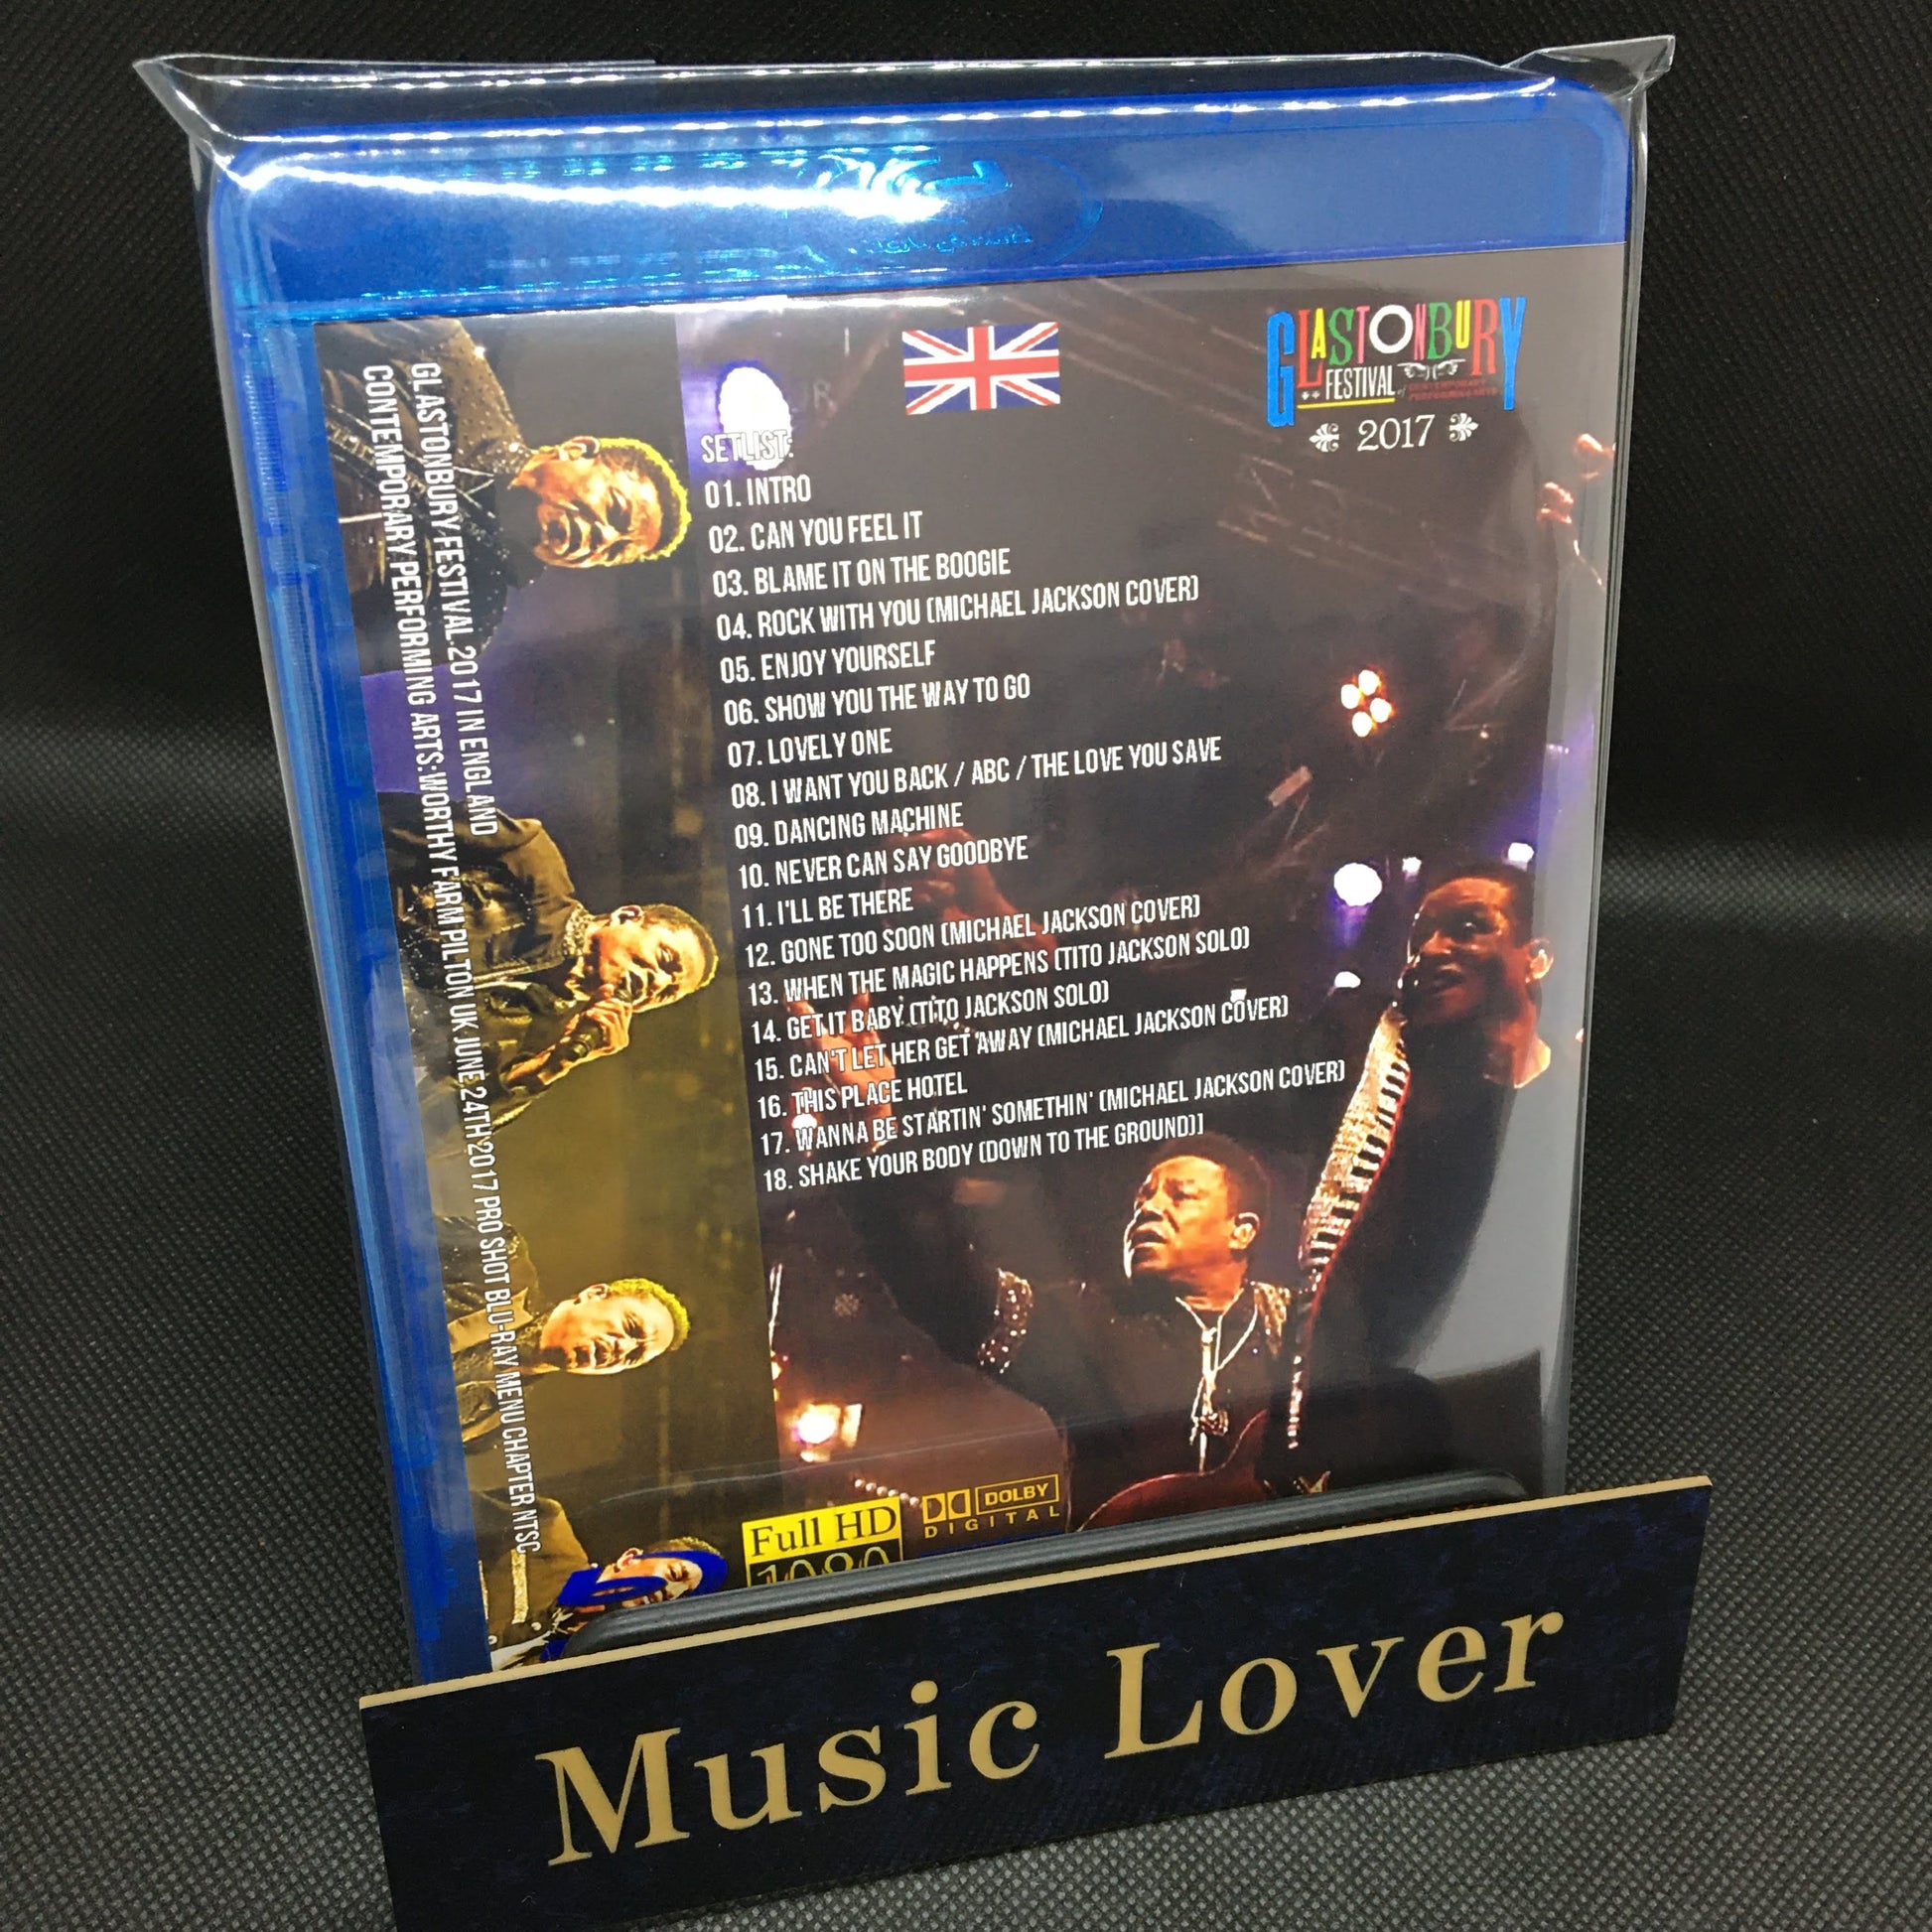 GLASTONBURY
FESTIVAL of CONTEMPORARY
PERFORMING ARTS
2017
SETLIST:
01. INTRO
02. CAN YOU FEEL IT
03. BLAME IT ON THE BOOGIE
04. ROCK WITH YOU (MICHAEL JACKSON COVER)
05. ENJOY YOURSELF
06. SHOW YOU THE WAY TO GO
07. LOVELY ONE
08. I WANT YOU BACK / ABC / THE LOVE YOU SAVE
09. DANCING MACHINE
10. NEVER CAN SAY GOODBYE
11. I'LL BE THERE
12. GONE TOO SOON (MICHAEL JACKSON COVER)
13. WHEN THE MAGIC HAPPENS (TITO JACKSON SOLO)
14. GET IT BABY (TITO JACKSON SOLO)
15. CAN'T LET HER GET AWAY (MICHAEL JACKSON COVER)
16. THIS PLACE HOTEL
17. WANNA BE STARTIN' SOMETHIN' (MICHAEL JACKSON COVER)
18. SHAKE YOUR BODY (DOWN TO THE GROUND)]
GLASTONBURY FESTIVAL 2017 IN ENGLAND
CONTEMPORARY PERFORMING ARTS:WORTHY FARM PILTON UK JUNE 24TH 2017 PRO SHOT BLU-RAY MENU CHAPTER NTSC
Full HD
1080
DOLBY
DIGITAL
Music Lover